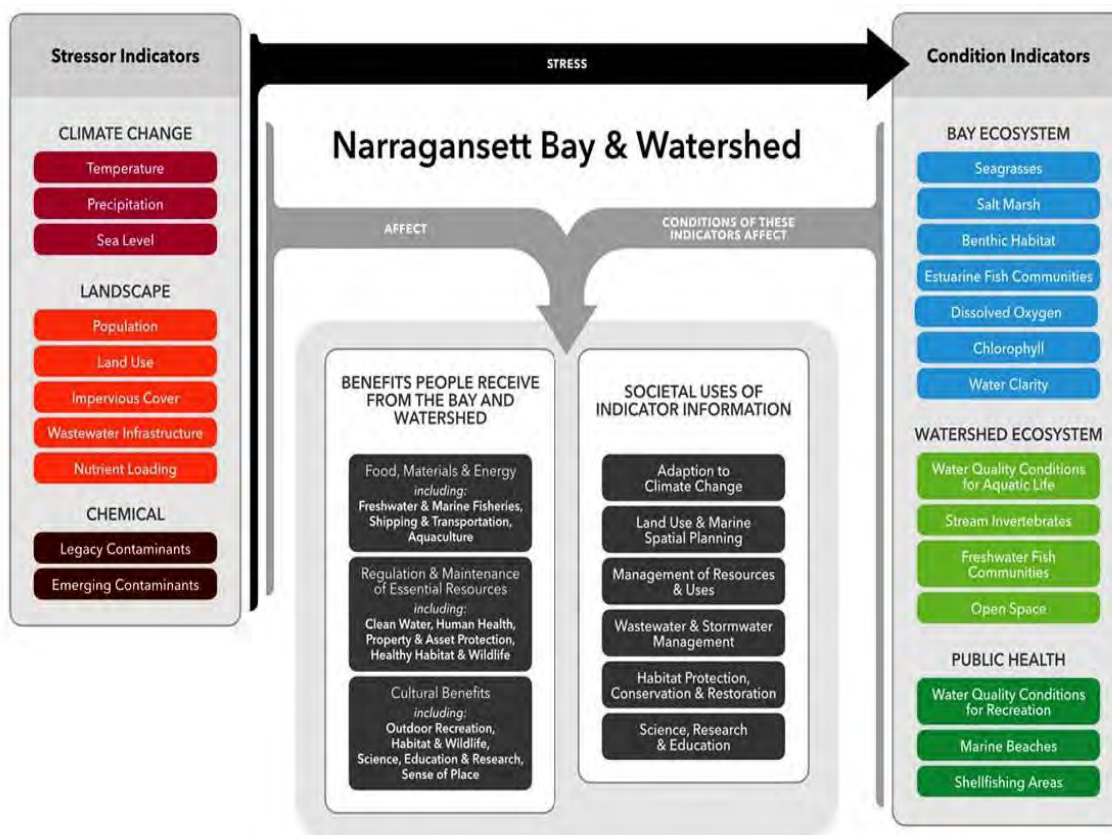 Stressor Indicators
CLIMATE CHANGE
Temperature
Precipitation
Sea Level
LANDSCAPE
Population
Land Use
Impervious Cover
Wastewater Infrastructure
Nutrient Loading
CHEMICAL
Legacy Contaminants
Emerging Contaminants
STRESS
Narragansett Bay & Watershed
AFFECT
CONDITIONS OF THESE
INDICATORS AFFECT
BENEFITS PEOPLE RECEIVE
FROM THE BAY AND
WATERSHED
Food, Materials & Energy
including:
Freshwater & Marine Fisheries,
Shipping & Transportation,
Aquaculture
Regulation & Maintenance
of Essential Resources
including:
Clean Water, Human Health,
Property & Asset Protection,
Healthy Habitat & Wildlife
Cultural Benefits
including:
Outdoor Recreation,
Habitat & Wildlife,
Science, Education & Research,
Sense of Place
SOCIETAL USES OF
INDICATOR INFORMATION
Adaption to
Climate Change
Land Use & Marine
Spatial Planning
Management of Resources
& Uses
Wastewater & Stormwater
Management
Habitat Protection,
Conservation & Restoration
Science, Research
& Education
Condition Indicators
BAY ECOSYSTEM
Seagrasses
Salt Marsh
Benthic Habitat
Estuarine Fish Communities
Dissolved Oxygen
Chlorophyll
Water Clarity
WATERSHED ECOSYSTEM
Water Quality Conditions
for Aquatic Life
Stream Invertebrates
Freshwater Fish
Communities
Open Space
PUBLIC HEALTH
Water Quality Conditions
for Recreation
Marine Beaches
Shellfishing Areas